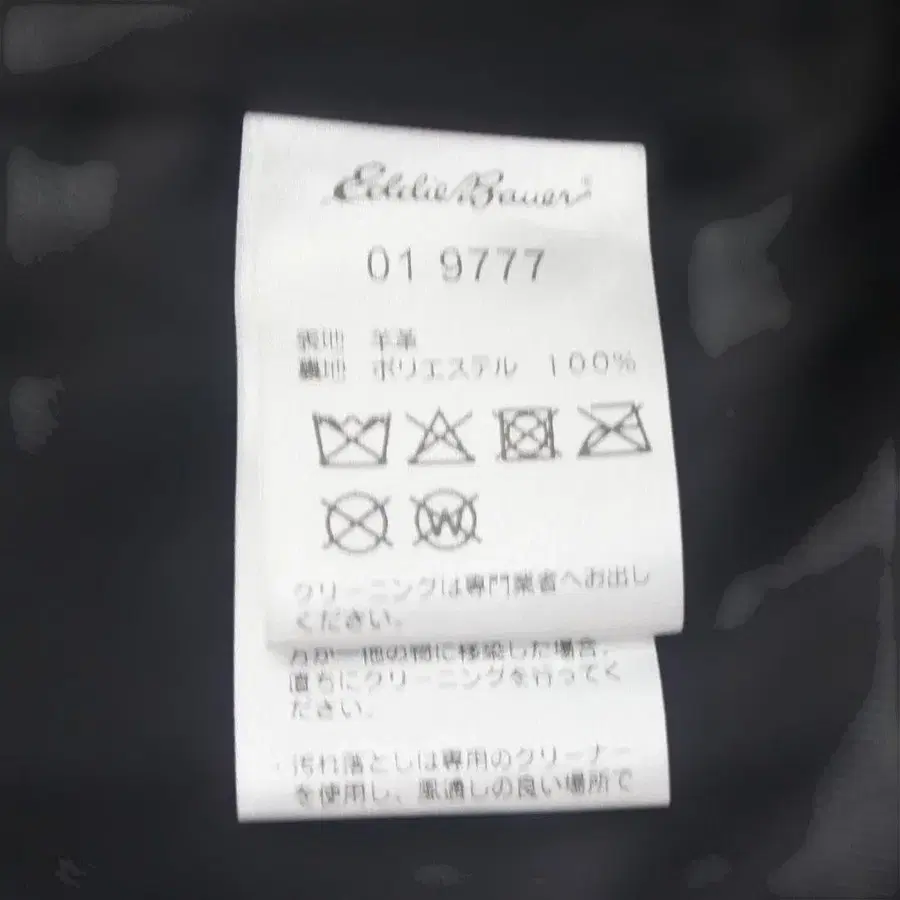 Eddie Bauer
01 9777
表地 羊革
裏地 ポリエステル 100%
W
クリーニングは専門業者へお出し
ください。
万が一他の物に移染した場合、
直ちにクリーニングを行ってく
ださい。
汚れ落としは専用のクリーナー
を使用し、風通しの良い場所で